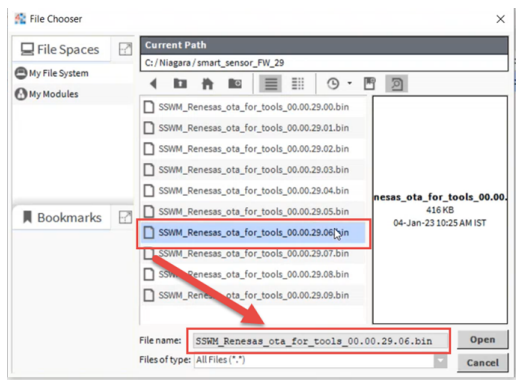 File Chooser
File Spaces
My File System
My Modules
Bookmarks
Current Path
C:/Niagara/smart_sensor_FW_29
SSWM_Renesas_ota_for_tools_00.00.29.00.bin
SSWM_Renesas_ota_for_tools_00.00.29.01.bin
SSWM_Renesas_ota_for_tools_00.00.29.02.bin
SSWM_Renesas_ota_for_tools_00.00.29.03.bin
SSWM_Renesas_ota_for_tools_00.00.29.04.bin
SSWM_Renesas_ota_for_tools_00.00.29.05.bin
SSWM_Renesas_ota_for_tools_00.00.29.06.bin
SSWM_Renesas_ota_for_tools_00.00.29.07.bin
SSWM_Renesas_ota_for_tools_00.00.29.08.bin
SSWM_Renesas_ota_for_tools_00.00.29.09.bin
nesas_ota_for_tools_00.00.
416 KB
04-Jan-23 10:25 AM IST
File name: SSWM_Renesas_ota_for_tools_00.00.29.06.bin Open
Files of type: All Files (*.*) Cancel